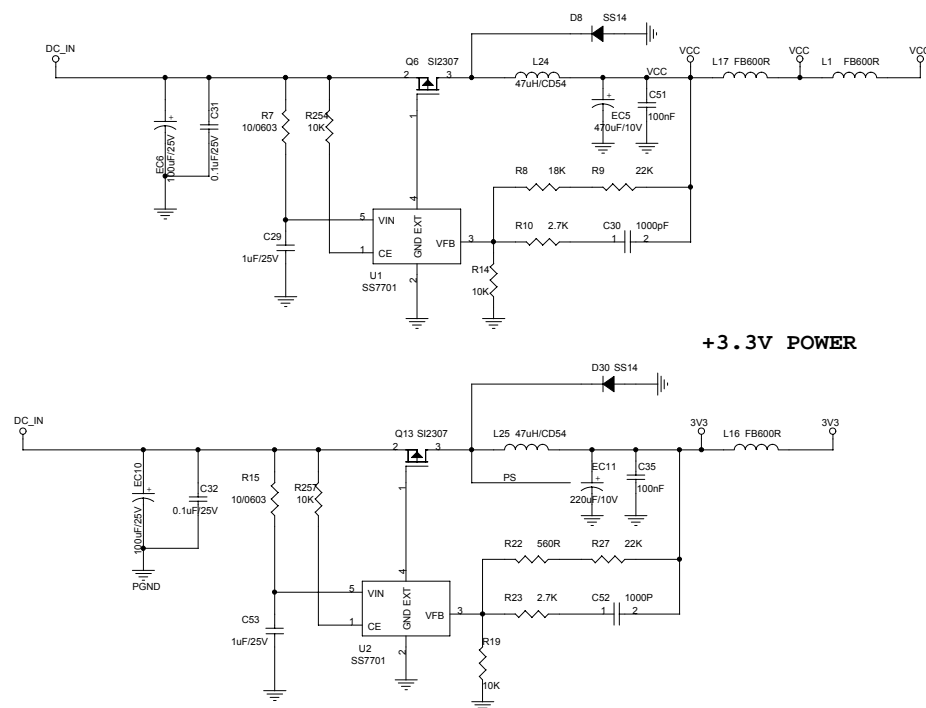 D8 SS14
DC_IN
Q6 SI2307
VCC
VCC
VCC
2 3
L24
47uH/CD54
VCC
L17 FB600R
L1 FB600R
EC6
100uF/25V
C31
0.1uF/25V
R7
10/0603
R254
10K
1
EC5
470uF/10V
C51
100nF
R8 18K
R9 22K
R10 2.7K
C30 1000pF
1 2
4
5
VIN
GND EXT
VFB
3
1
CE
C29
1uF/25V
U1
SS7701
2
R14
10K
+3.3V POWER
D30 SS14
DC_IN
Q13 SI2307
2 3
L25 47uH/CD54
3V3
L16 FB600R
3V3
EC10
100uF/25V
C32
0.1uF/25V
PGND
R15
10/0603
R257
10K
1
PS
EC11
220uF/10V
C35
100nF
R22 560R
R27 22K
R23 2.7K
C52 1000P
1 2
4
5
VIN
GND EXT
VFB
3
1
CE
C53
1uF/25V
U2
SS7701
2
R19
10K